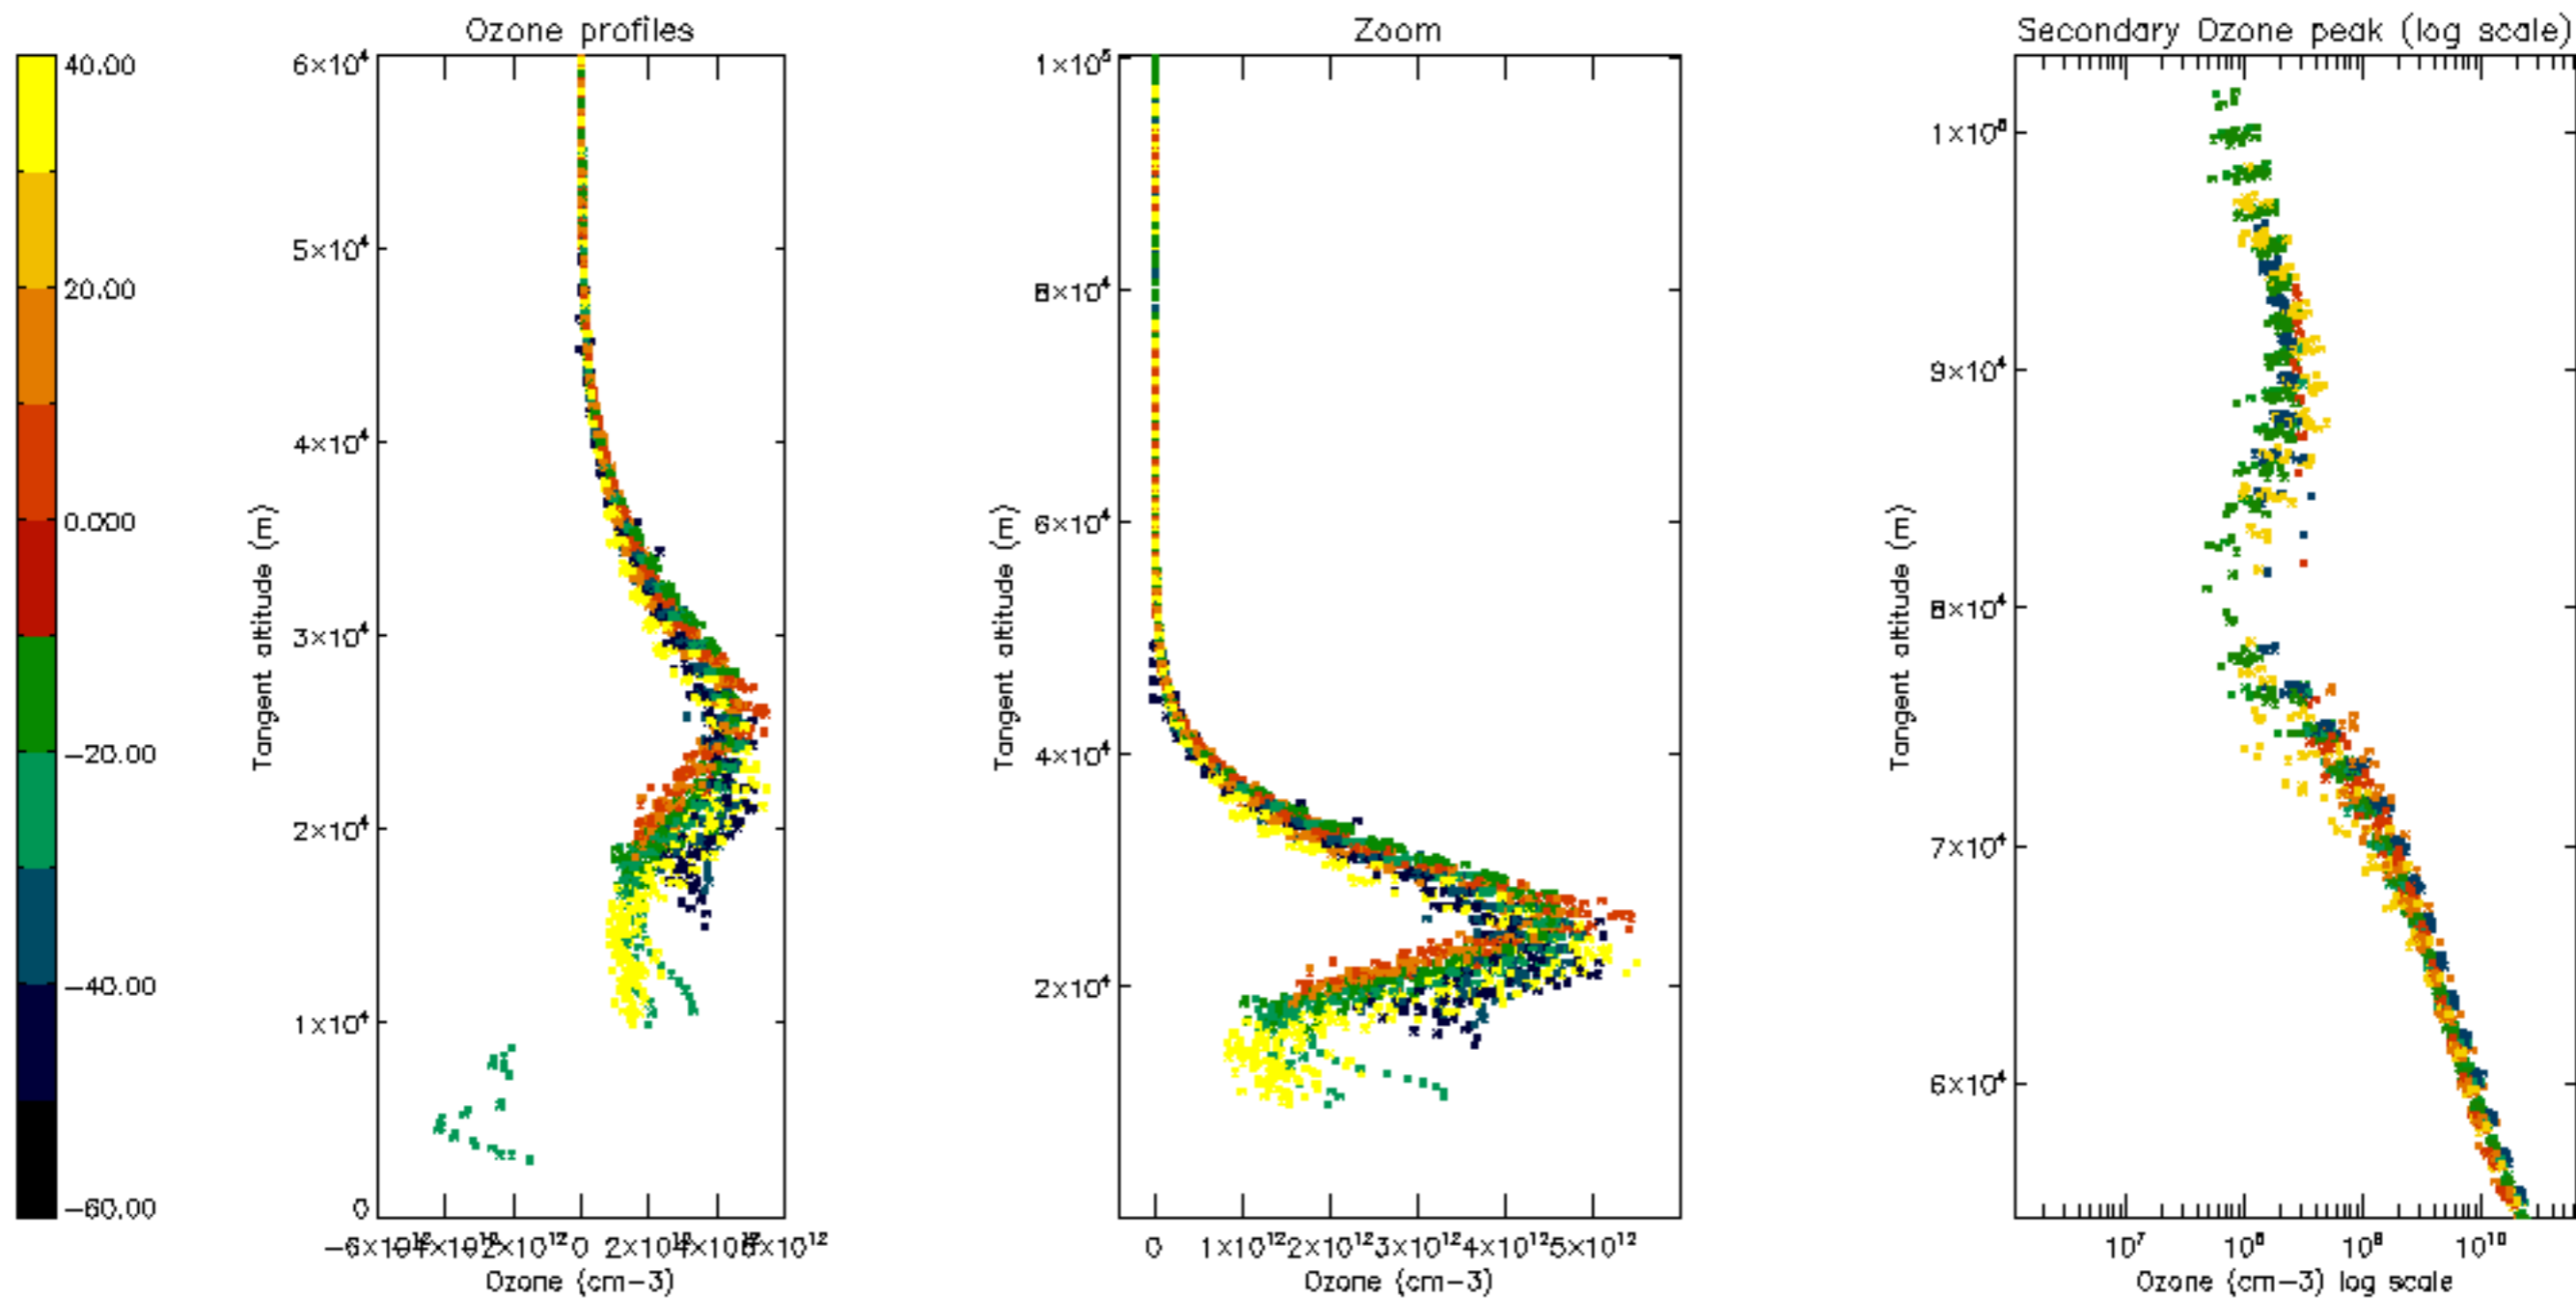 Ozone profiles
Zoom
Secondary Ozone peak (log scale)
40.00
20.00
0.000
-20.00
-40.00
-60.00
6×10⁴
5×10⁴
4×10⁴
3×10⁴
2×10⁴
1×10⁴
0
Tangent altitude (m)
0 2×10¹²
Ozone (cm-3)
1×10⁵
8×10⁴
6×10⁴
4×10⁴
2×10⁴
Tangent altitude (m)
0 1×10¹² 2×10¹² 3×10¹² 4×10¹² 5×10¹²
Ozone (cm-3)
1×10⁵
9×10⁴
8×10⁴
7×10⁴
6×10⁴
Tangent altitude (m)
10⁷ 10⁸ 10⁹ 10¹⁰
Ozone (cm-3) log scale